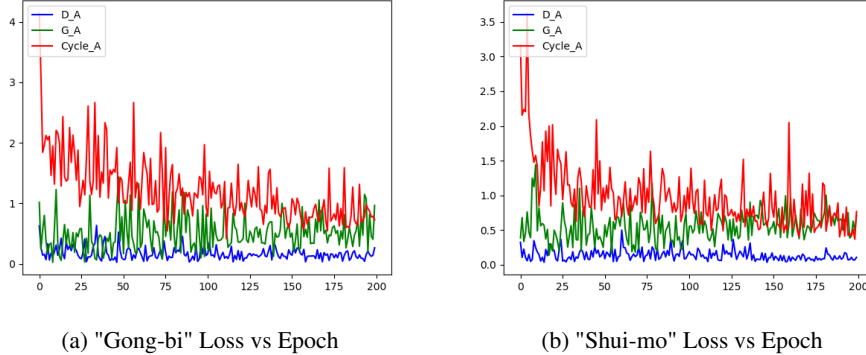 D_A
G_A
Cycle_A
4
3
2
1
0
0 25 50 75 100 125 150 175 200
(a) "Gong-bi" Loss vs Epoch
D_A
G_A
Cycle_A
3.5
3.0
2.5
2.0
1.5
1.0
0.5
0.0
0 25 50 75 100 125 150 175 200
(b) "Shui-mo" Loss vs Epoch